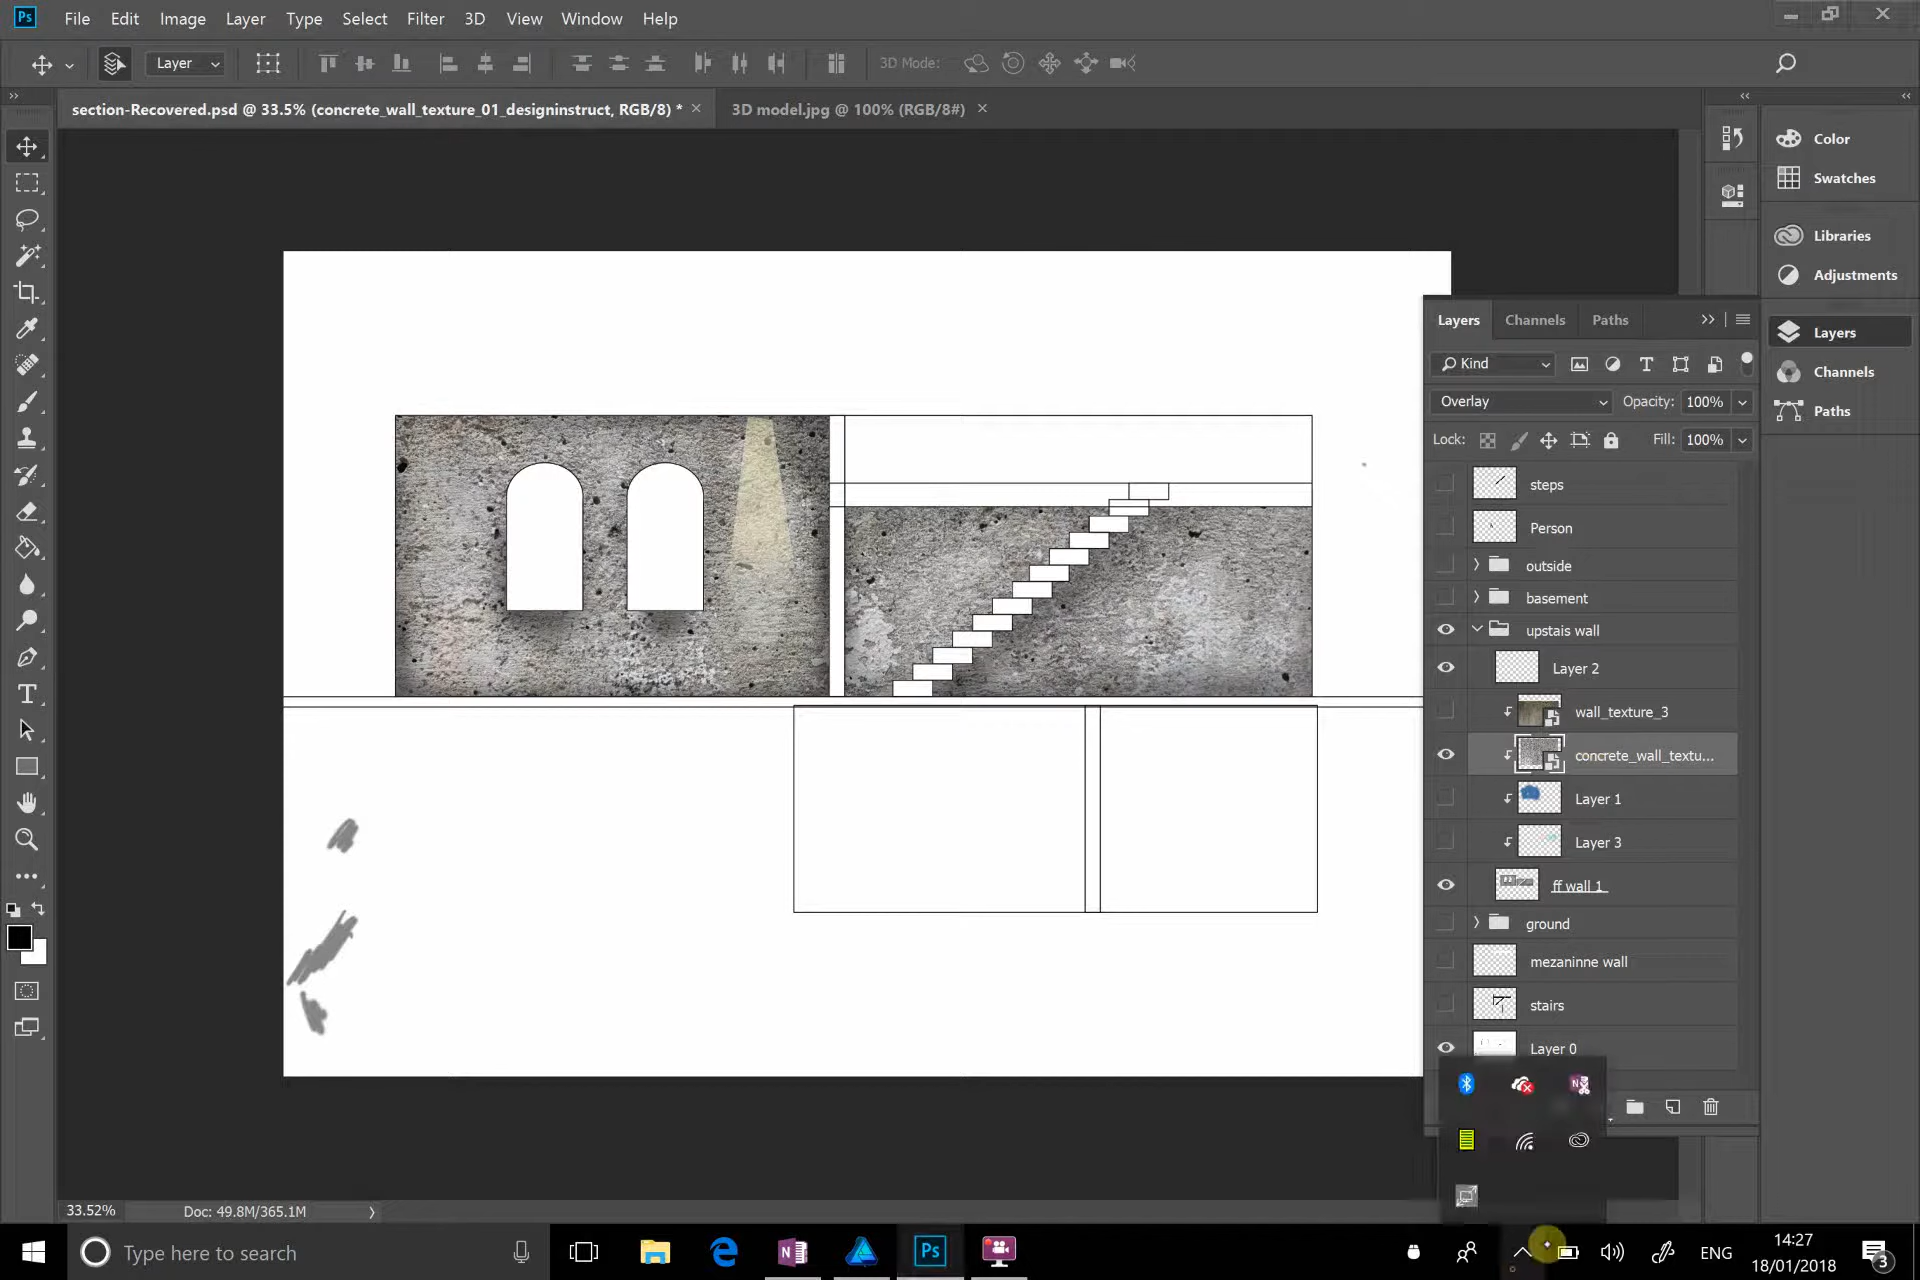 Ps File Edit Image Layer Type Select Filter 3D View Window Help
Layer 3D Mode:
section-Recovered.psd @ 33.5% (concrete_wall_texture_01_designinstruct, RGB/8) * 3D model.jpg @ 100% (RGB/8#)
Color
Swatches
Libraries
Adjustments
Layers
Channels
Paths
Layers Channels Paths
Kind
Overlay Opacity: 100%
Lock: Fill: 100%
steps
Person
outside
basement
upstais wall
Layer 2
wall_texture_3
concrete_wall_textu...
Layer 1
Layer 3
ff wall 1
ground
mezaninne wall
stairs
Layer 0
33.52% Doc: 49.8M/365.1M
Type here to search
Ps
ENG
14:27
18/01/2018
3